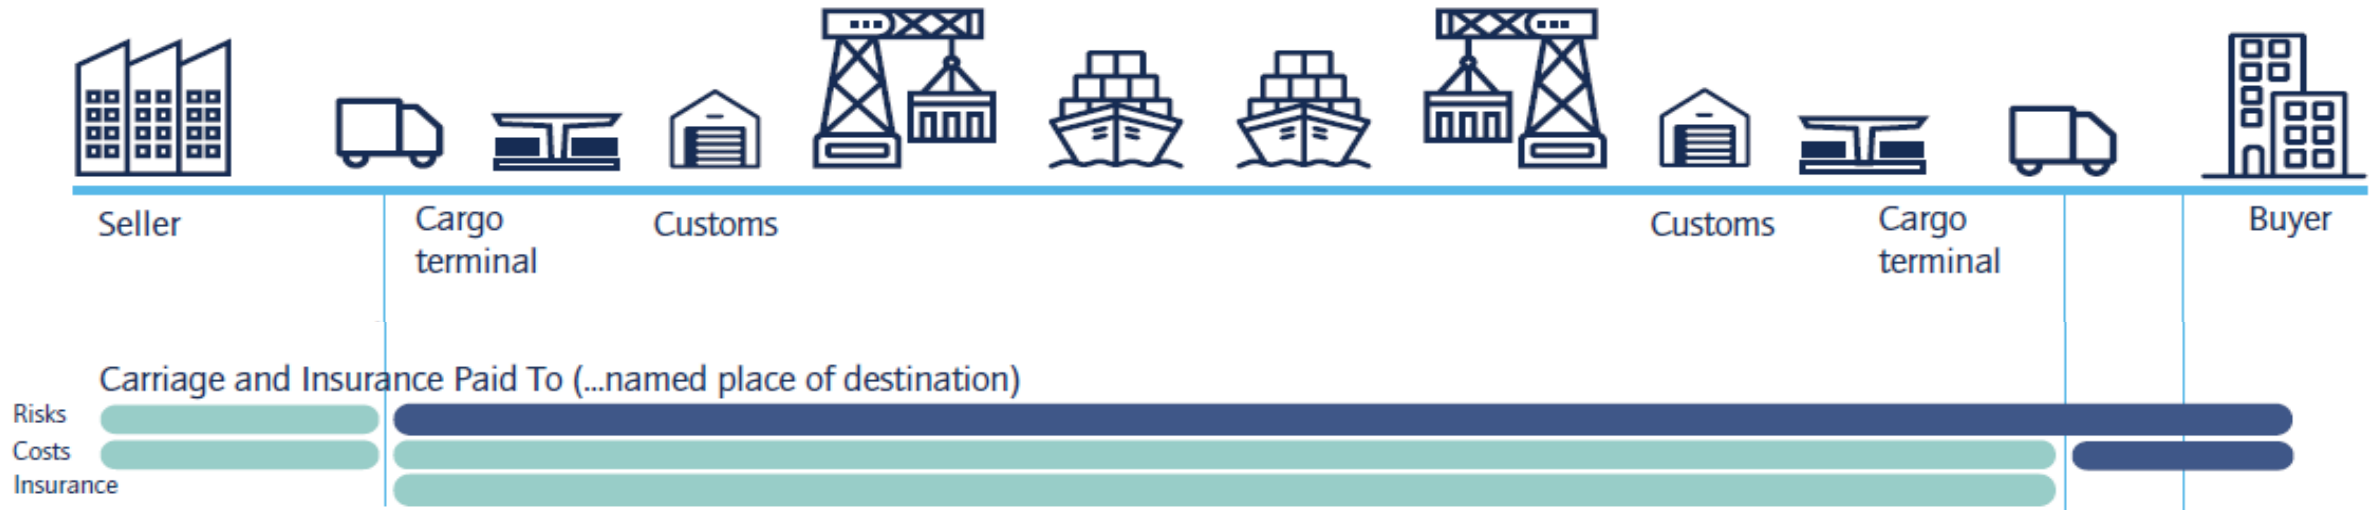 Seller
Cargo
terminal
Customs
Customs
Cargo
terminal
Buyer
Carriage and Insurance Paid To (...named place of destination)
Risks
Costs
Insurance